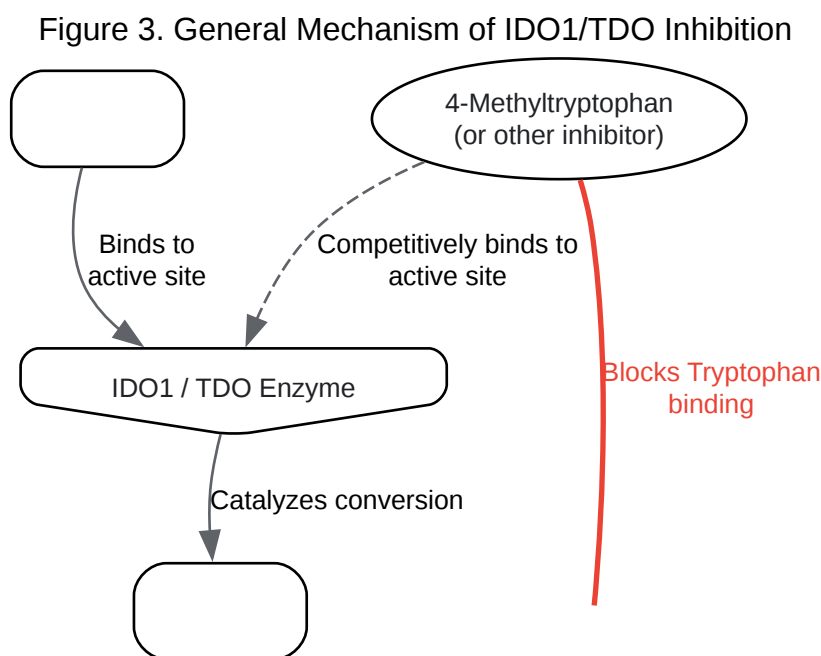 Figure 3. General Mechanism of IDO1/TDO Inhibition
4-Methyltryptophan
(or other inhibitor)
Binds to
active site
Competitively binds to
active site
Blocks Tryptophan
binding
IDO1 / TDO Enzyme
Catalyzes conversion